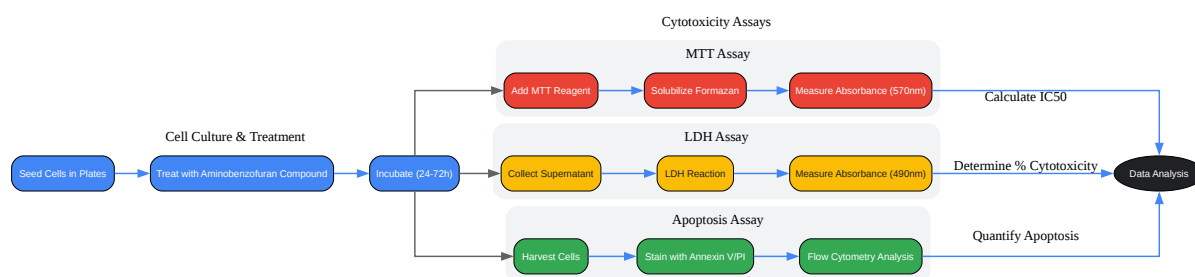 Cytotoxicity Assays
MTT Assay
Add MTT Reagent
Solubilize Formazan
Measure Absorbance (570nm)
Calculate IC50
Cell Culture & Treatment
LDH Assay
Seed Cells in Plates
Treat with Aminobenzofuran Compound
Incubate (24-72h)
Collect Supernatant
LDH Reaction
Measure Absorbance (490nm)
Determine % Cytotoxicity
Data Analysis
Apoptosis Assay
Harvest Cells
Stain with Annexin V/PI
Flow Cytometry Analysis
Quantify Apoptosis